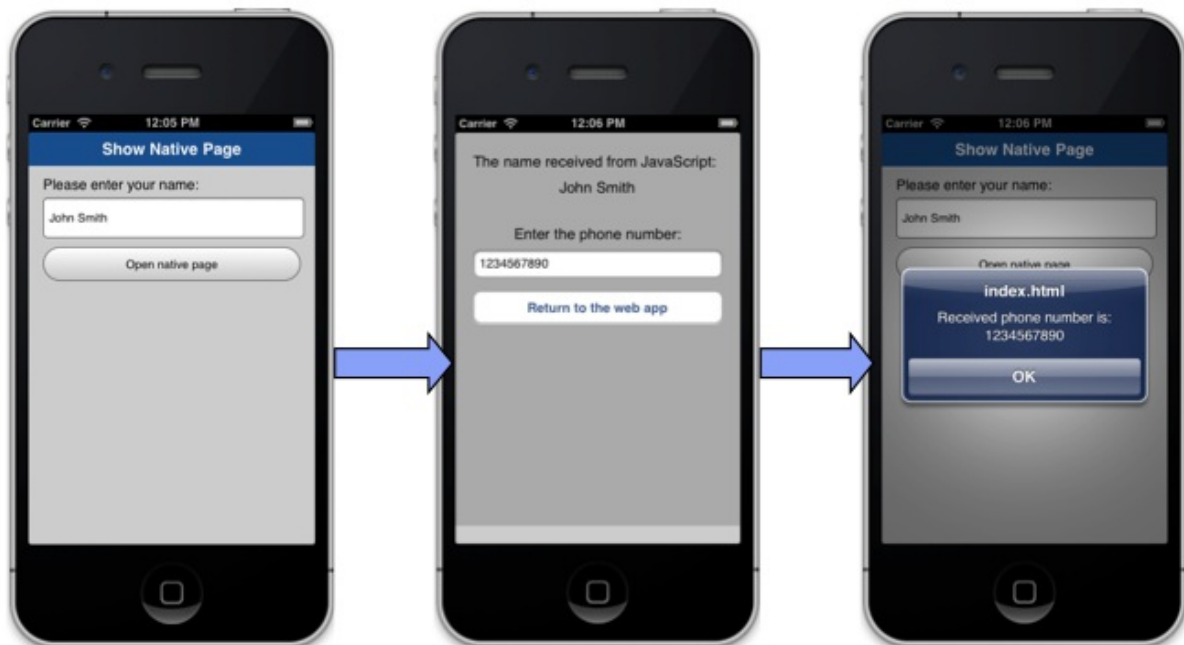 Carrier 12:05 PM
Show Native Page
Please enter your name:
John Smith
Open native page
Carrier 12:06 PM
The name received from JavaScript:
John Smith
Enter the phone number:
1234567890
Return to the web app
Carrier 12:06 PM
Show Native Page
Please enter your name:
John Smith
Open native page
index.html
Received phone number is:
1234567890
OK